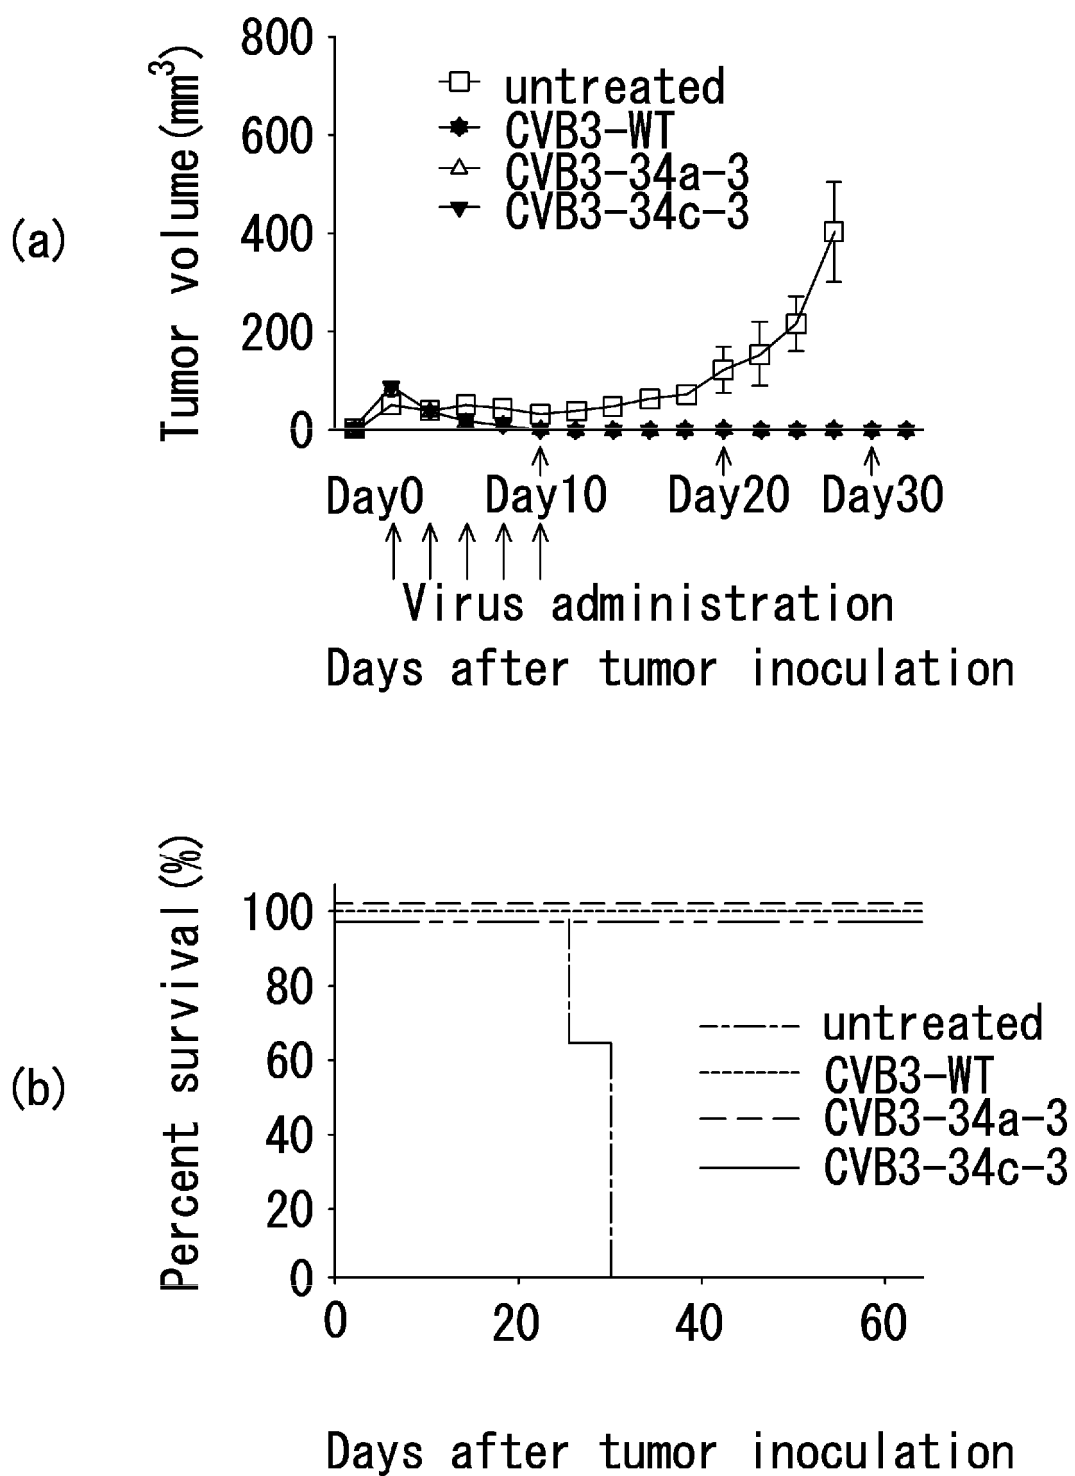 (a)
Tumor volume(mm³)
800
600
400
200
0
untreated
CVB3-WT
CVB3-34a-3
CVB3-34c-3
Day0 Day10 Day20 Day30
Virus administration
Days after tumor inoculation
(b)
Percent survival(%)
100
80
60
40
20
0
untreated
CVB3-WT
CVB3-34a-3
CVB3-34c-3
0 20 40 60
Days after tumor inoculation